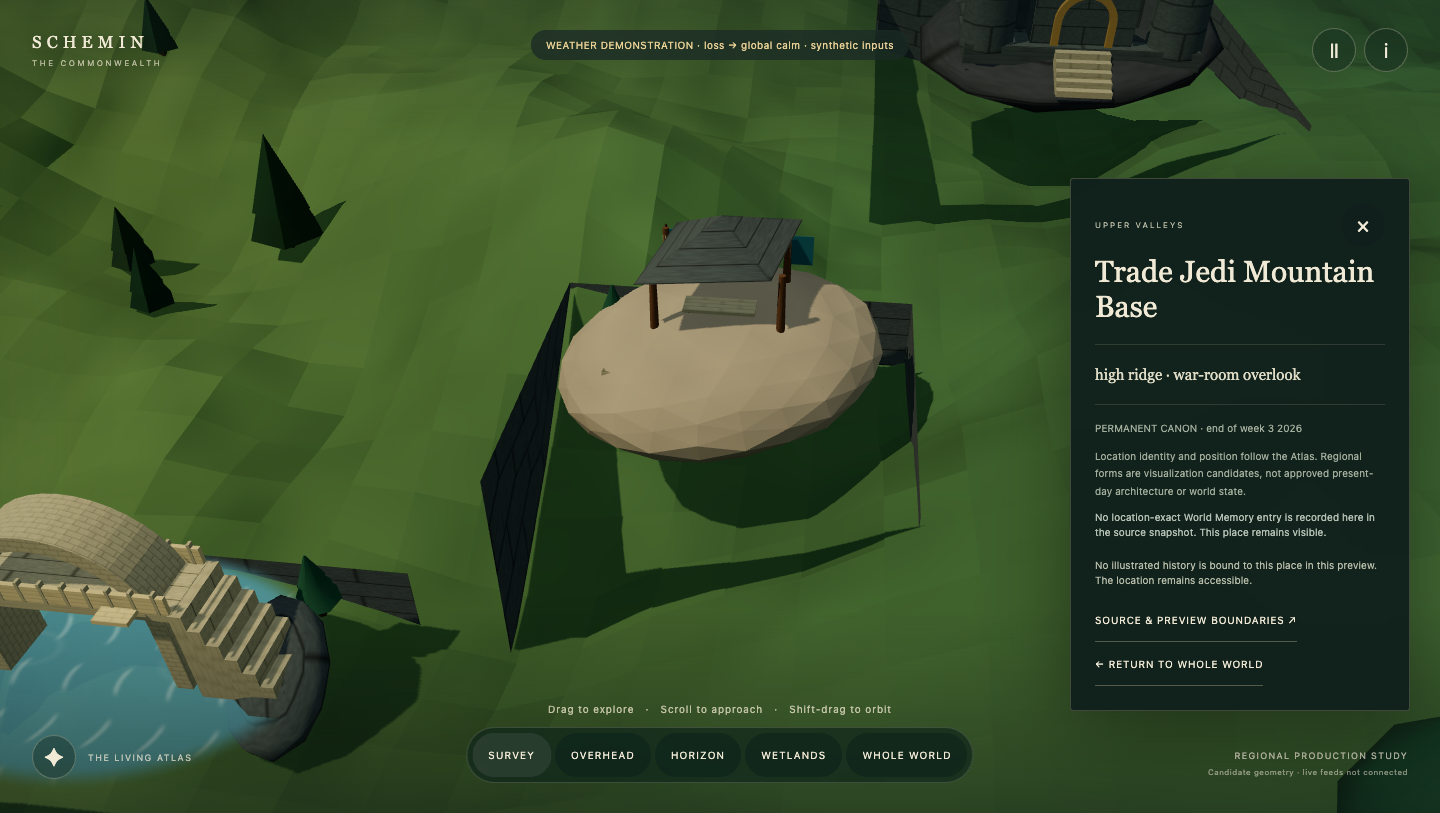 SCHEMIN
THE COMMONWEALTH
WEATHER DEMONSTRATION · loss → global calm · synthetic inputs
i
UPPER VALLEYS
×
Trade Jedi Mountain
Base
high ridge · war-room overlook
PERMANENT CANON · end of week 3 2026
Location identity and position follow the Atlas. Regional
forms are visualization candidates, not approved present-
day architecture or world state.
No location-exact World Memory entry is recorded here in
the source snapshot. This place remains visible.
No illustrated history is bound to this place in this preview.
The location remains accessible.
SOURCE & PREVIEW BOUNDARIES ↗
← RETURN TO WHOLE WORLD
Drag to explore · Scroll to approach · Shift-drag to orbit
SURVEY OVERHEAD HORIZON WETLANDS WHOLE WORLD
THE LIVING ATLAS
REGIONAL PRODUCTION STUDY
Candidate geometry · live feeds not connected